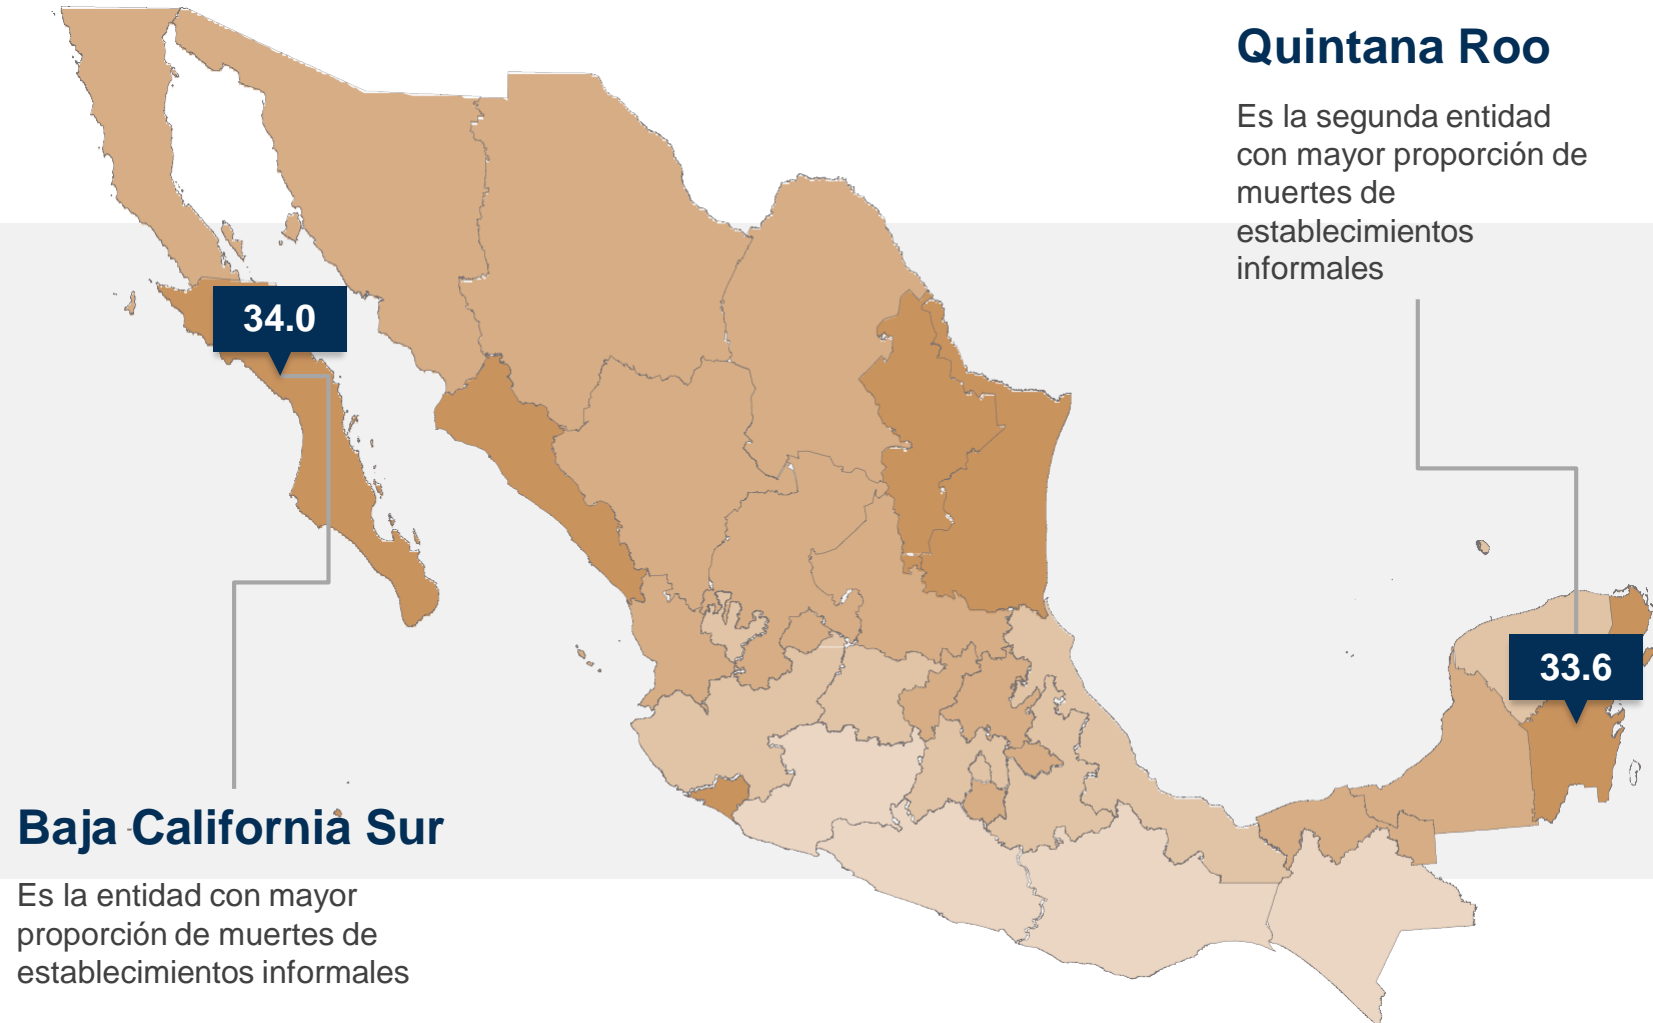 Quintana Roo
Es la segunda entidad
con mayor proporción de
muertes de
establecimientos
informales
34.0
33.6
Baja California Sur
Es la entidad con mayor
proporción de muertes de
establecimientos informales